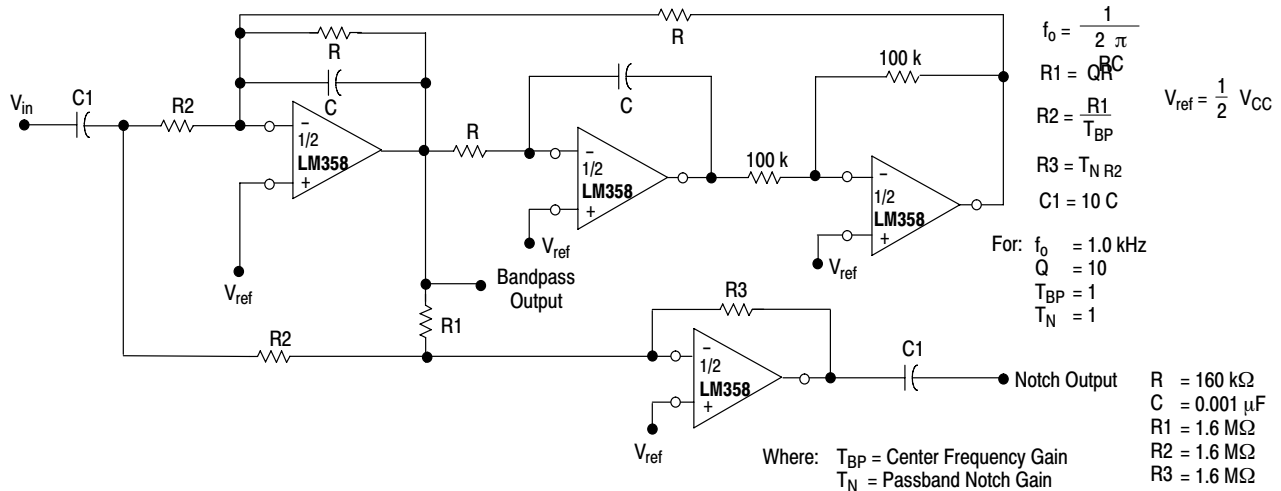 R
R
C
C1
V_in
R2
−
1/2
LM358
+
V_ref
R
C
−
1/2
LM358
+
V_ref
100 k
100 k
−
1/2
LM358
+
V_ref
Bandpass
Output
R1
R2
R3
−
1/2
LM358
+
V_ref
C1
Notch Output
f_o = 1 / 2 π RC
R1 = QR
R2 = R1 / T_BP
R3 = T_N R2
C1 = 10 C
V_ref = 1/2 V_CC
For: f_o = 1.0 kHz
Q = 10
T_BP = 1
T_N = 1
R = 160 kΩ
C = 0.001 μF
R1 = 1.6 MΩ
R2 = 1.6 MΩ
R3 = 1.6 MΩ
Where: T_BP = Center Frequency Gain
T_N = Passband Notch Gain